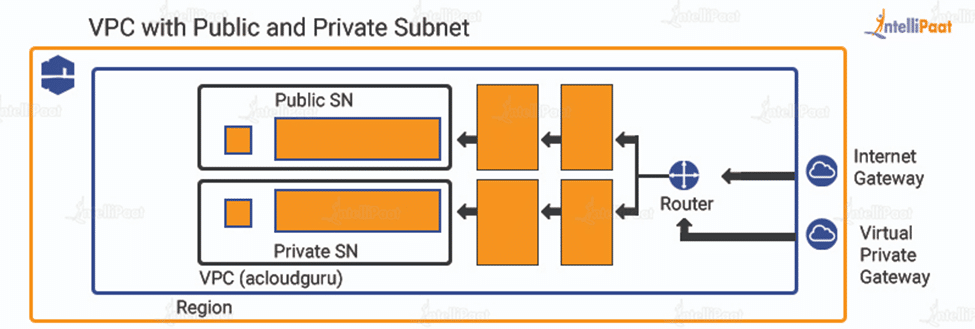 VPC with Public and Private Subnet
IntelliPaat
Public SN
Internet
Gateway
Router
Virtual
Private
Gateway
Private SN
VPC (acloudguru)
Region